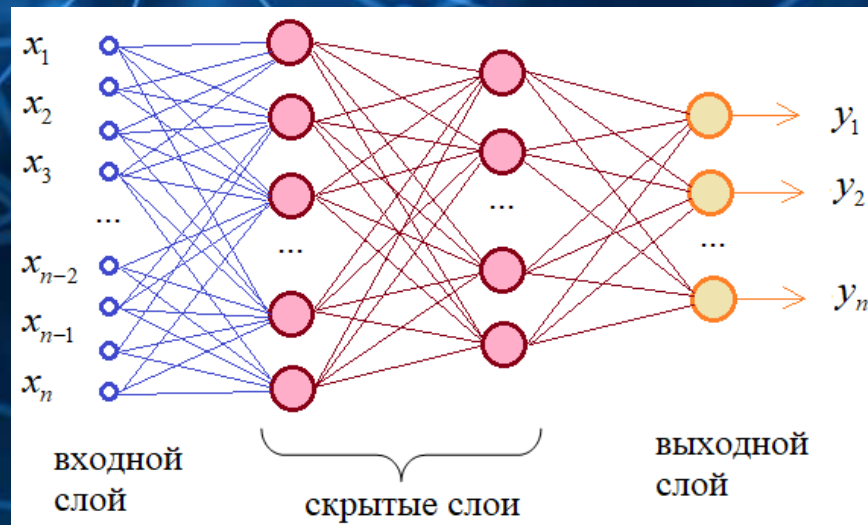 x₁
x₂
x₃
...
xₙ₋₂
xₙ₋₁
xₙ
...
...
y₁
y₂
...
yₙ
входной
слой
скрытые слои
выходной
слой